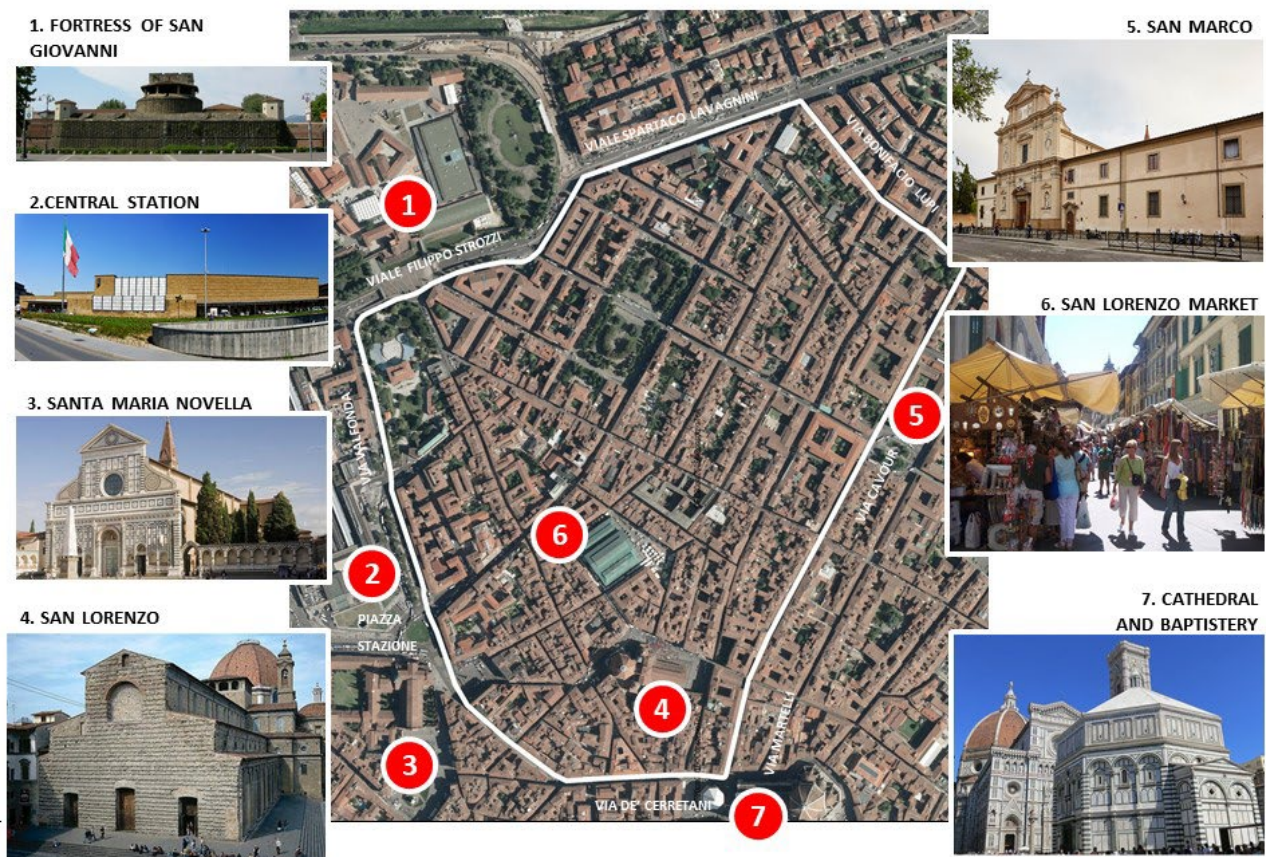 1. FORTRESS OF SAN
GIOVANNI
2.CENTRAL STATION
3. SANTA MARIA NOVELLA
4. SAN LORENZO
VIALE SPARTACO LAVAGNINI
VIA BONIFACIO LUPI
1
VIALE FILIPPO STROZZI
VIA VALFONDA
5
VIA CAVOUR
6
2
PIAZZA
STAZIONE
4
VIA MARTELLI
3
VIA DE' CERRETANI
7
5. SAN MARCO
6. SAN LORENZO MARKET
7. CATHEDRAL
AND BAPTISTERY